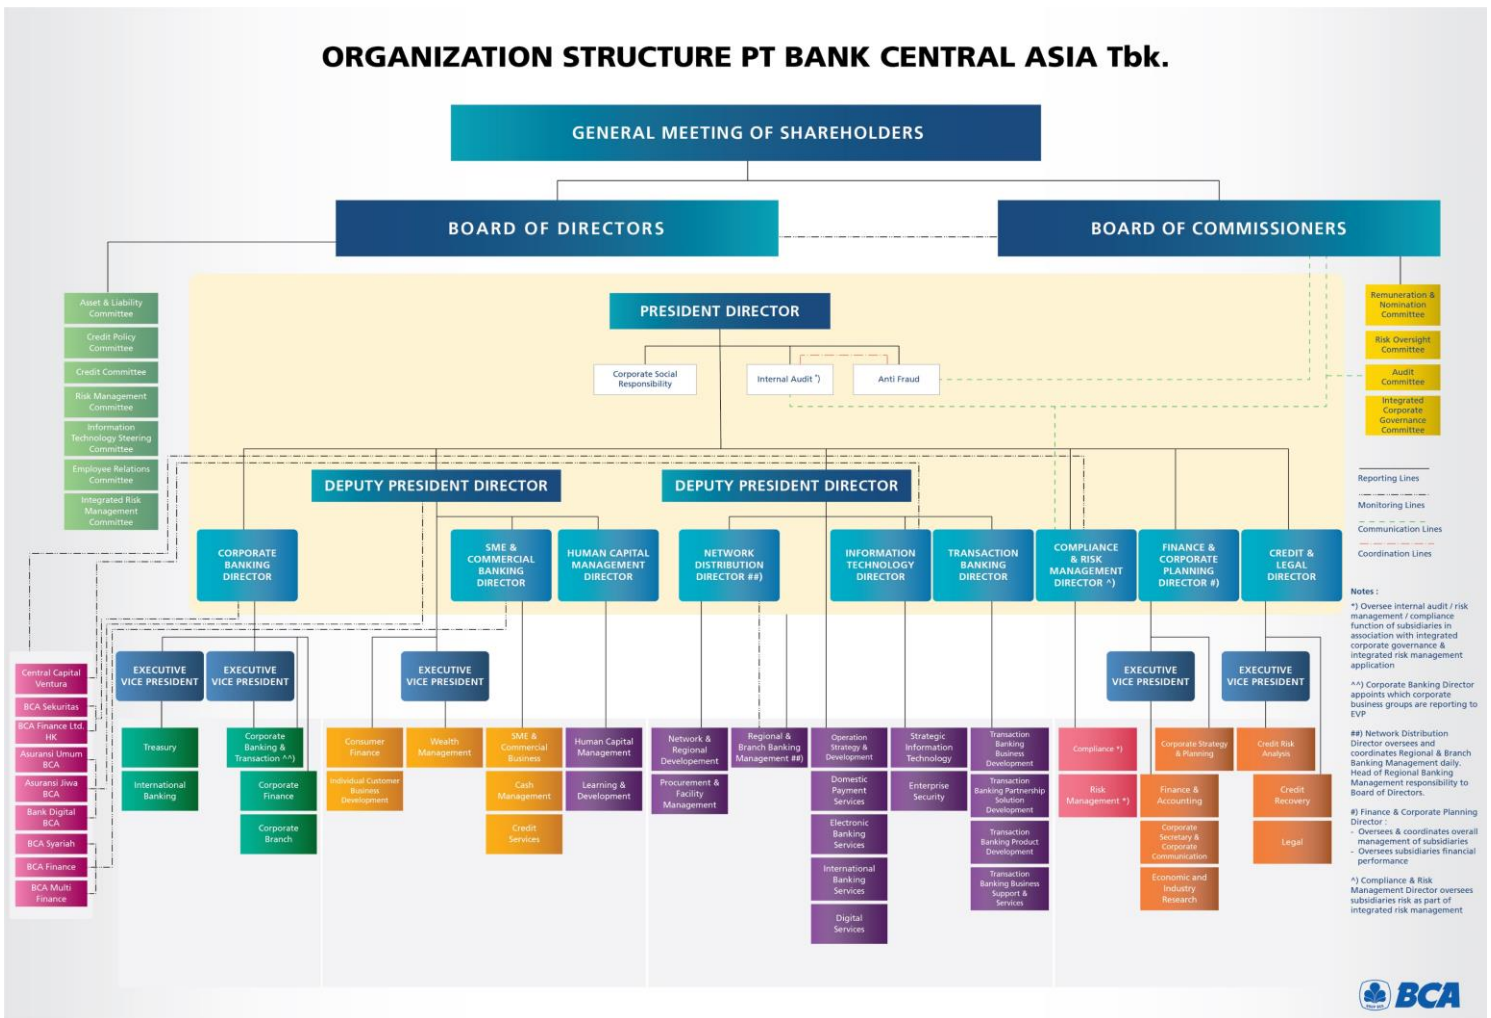 ORGANIZATION STRUCTURE PT BANK CENTRAL ASIA Tbk.
GENERAL MEETING OF SHAREHOLDERS
BOARD OF DIRECTORS
BOARD OF COMMISSIONERS
Asset & Liability
Committee
Credit Policy
Committee
Credit Committee
Risk Management
Committee
Information
Technology Steering
Committee
Employee Relations
Committee
Integrated Risk
Management
Committee
PRESIDENT DIRECTOR
Corporate Social
Responsibility
Internal Audit *)
Anti Fraud
Remuneration &
Nomination
Committee
Risk Oversight
Committee
Audit
Committee
Integrated
Corporate
Governance
Committee
DEPUTY PRESIDENT DIRECTOR
DEPUTY PRESIDENT DIRECTOR
CORPORATE
BANKING
DIRECTOR
SME &
COMMERCIAL
BANKING
DIRECTOR
HUMAN CAPITAL
MANAGEMENT
DIRECTOR
NETWORK
DISTRIBUTION
DIRECTOR ##)
INFORMATION
TECHNOLOGY
DIRECTOR
TRANSACTION
BANKING
DIRECTOR
COMPLIANCE
& RISK
MANAGEMENT
DIRECTOR ^)
FINANCE &
CORPORATE
PLANNING
DIRECTOR #)
CREDIT &
LEGAL
DIRECTOR
Reporting Lines
Monitoring Lines
Communication Lines
Coordination Lines
Central Capital
Ventura
BCA Sekuritas
BCA Finance Ltd.
HK
Asuransi Umum
BCA
Asuransi Jiwa
BCA
Bank Digital
BCA
BCA Syariah
BCA Finance
BCA Multi
Finance
EXECUTIVE
VICE PRESIDENT
EXECUTIVE
VICE PRESIDENT
EXECUTIVE
VICE PRESIDENT
EXECUTIVE
VICE PRESIDENT
EXECUTIVE
VICE PRESIDENT
Treasury
International
Banking
Corporate
Banking &
Transaction ^^)
Corporate
Finance
Corporate
Branch
Consumer
Finance
Individual Customer
Business
Development
Wealth
Management
SME &
Commercial
Business
Cash
Management
Credit
Services
Human Capital
Management
Learning &
Development
Network &
Regional
Developement
Procurement &
Facility
Management
Regional &
Branch Banking
Management ##)
Operation
Strategy &
Development
Domestic
Payment
Services
Electronic
Banking
Services
International
Banking
Services
Digital
Services
Strategic
Information
Technology
Enterprise
Security
Transaction
Banking
Business
Development
Transaction
Banking Partnership
Solution
Development
Transaction
Banking Product
Development
Transaction
Banking Business
Support &
Services
Compliance *)
Risk
Management *)
Corporate Strategy
& Planning
Finance &
Accounting
Corporate
Secretary &
Corporate
Communication
Economic and
Industry
Research
Credit Risk
Analysis
Credit
Recovery
Legal
Notes :
*) Oversee internal audit / risk
management / compliance
function of subsidiaries in
association with integrated
corporate governance &
integrated risk management
application
^^) Corporate Banking Director
appoints which corporate
business groups are reporting to
EVP
##) Network Distribution
Director oversees and
coordinates Regional & Branch
Banking Management daily.
Head of Regional Banking
Management responsibility to
Board of Directors.
#) Finance & Corporate Planning
Director :
- Oversees & coordinates overall
management of subsidiaries
- Oversees subsidiaries financial
performance
^) Compliance & Risk
Management Director oversees
subsidiaries risk as part of
integrated risk management
BCA